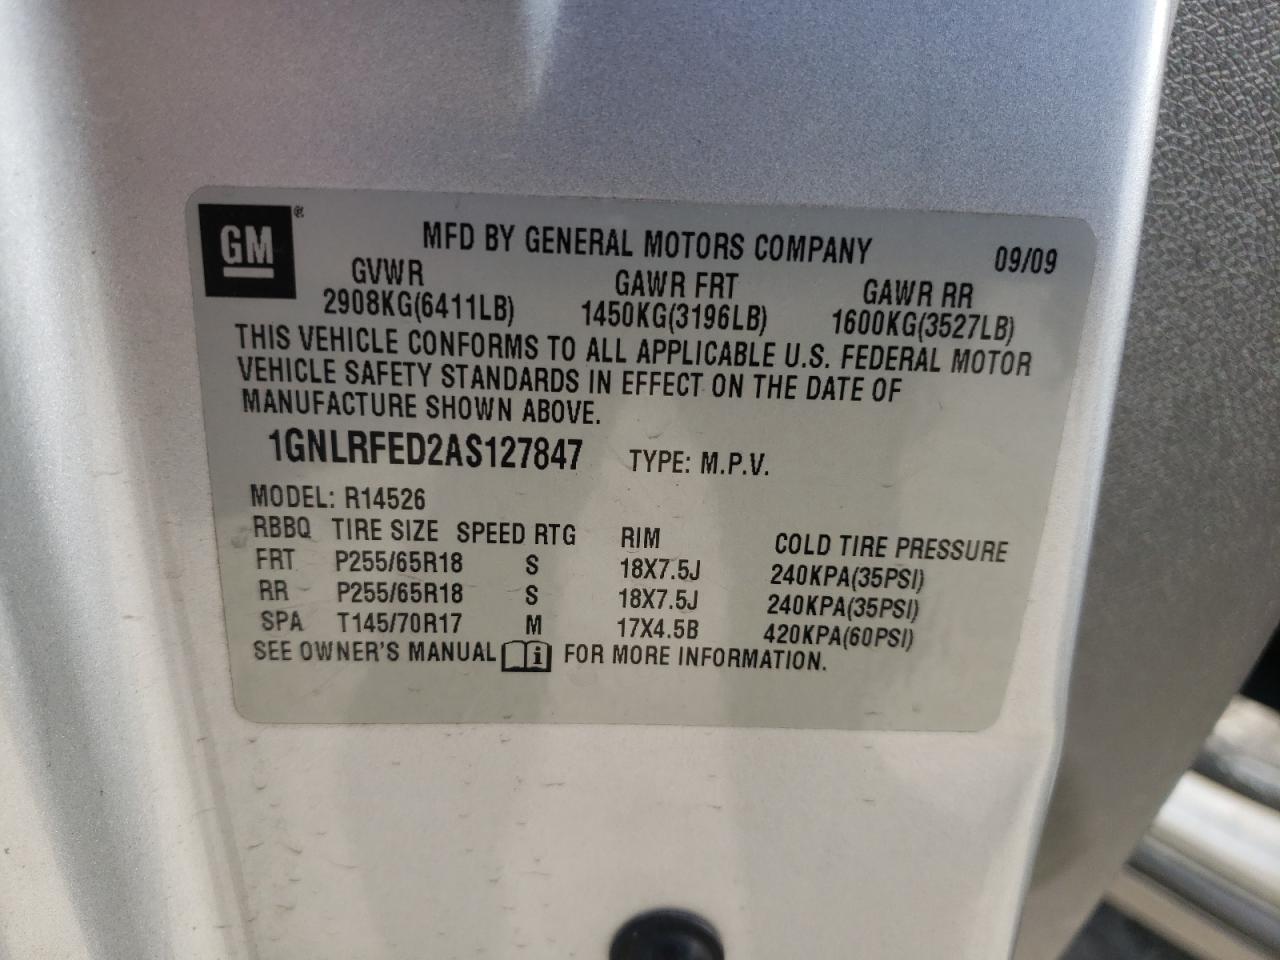 GM®
MFD BY GENERAL MOTORS COMPANY 09/09
GVWR GAWR FRT GAWR RR
2908KG(6411LB) 1450KG(3196LB) 1600KG(3527LB)
THIS VEHICLE CONFORMS TO ALL APPLICABLE U.S. FEDERAL MOTOR
VEHICLE SAFETY STANDARDS IN EFFECT ON THE DATE OF
MANUFACTURE SHOWN ABOVE.
1GNLRFED2AS127847 TYPE: M.P.V.
MODEL: R14526
RBBQ TIRE SIZE SPEED RTG RIM COLD TIRE PRESSURE
FRT P255/65R18 S 18X7.5J 240KPA(35PSI)
RR P255/65R18 S 18X7.5J 240KPA(35PSI)
SPA T145/70R17 M 17X4.5B 420KPA(60PSI)
SEE OWNER'S MANUAL i FOR MORE INFORMATION.